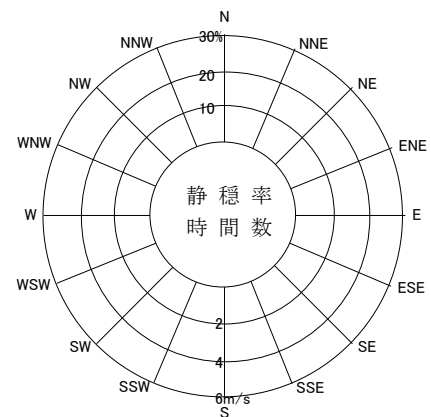 N
30%
NNW
NNE
NW
NE
20
10
WNW
ENE
静穏率
時間数
W
E
WSW
ESE
2
SW
SE
4
SSW
SSE
6m/s
S